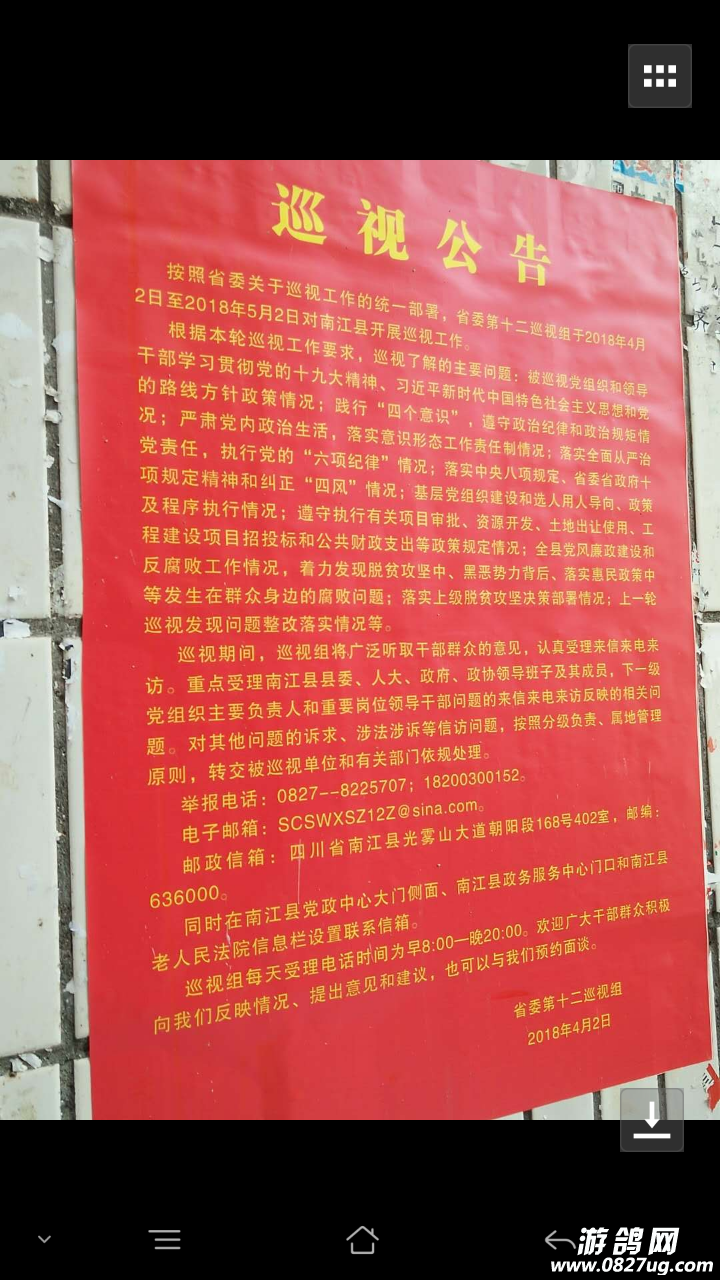 巡视公告
按照省委关于巡视工作的统一部署，省委第十二巡视组于2018年4月
2日至2018年5月2日对南江县开展巡视工作。
根据本轮巡视工作要求，巡视了解的主要问题：被巡视党组织和领导
干部学习贯彻党的十九大精神、习近平新时代中国特色社会主义思想和党
的路线方针政策情况；践行“四个意识”，遵守政治纪律和政治规矩情
况；严肃党内政治生活，落实意识形态工作责任制情况；落实全面从严治
党责任，执行党的“六项纪律”情况；落实中央八项规定、省委省政府十
项规定精神和纠正“四风”情况；基层党组织建设和选人用人导向、政策
及程序执行情况；遵守执行有关项目审批、资源开发、土地出让使用、工
程建设项目招投标和公共财政支出等政策规定情况；全县党风廉政建设和
反腐败工作情况，着力发现脱贫攻坚中、黑恶势力背后、落实惠民政策中
等发生在群众身边的腐败问题；落实上级脱贫攻坚决策部署情况；上一轮
巡视发现问题整改落实情况等。
巡视期间，巡视组将广泛听取干部群众的意见，认真受理来信来电来
访。重点受理南江县县委、人大、政府、政协领导班子及其成员，下一级
党组织主要负责人和重要岗位领导干部问题的来信来电来访反映的相关问
题。对其他问题的诉求、涉法涉诉等信访问题，按照分级负责、属地管理
原则，转交被巡视单位和有关部门依规处理。
举报电话：0827--8225707；18200300152。
电子邮箱：SCSWXSZ12Z@sina.com。
邮政信箱：四川省南江县光雾山大道朝阳段168号402室，邮编：
636000。
同时在南江县党政中心大门侧面、南江县政务服务中心门口和南江县
老人民法院信息栏设置联系信箱。
巡视组每天受理电话时间为早8:00—晚20:00。欢迎广大干部群众积极
向我们反映情况、提出意见和建议，也可以与我们预约面谈。
省委第十二巡视组
2018年4月2日
游鸽网
www.0827ug.com